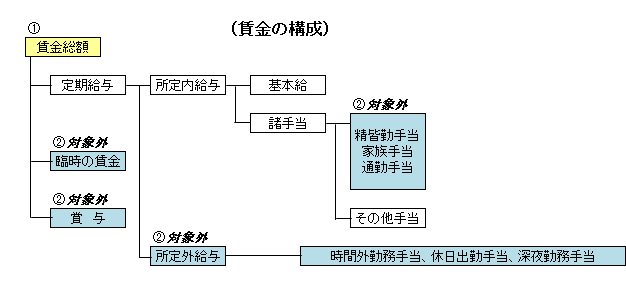 ①
(賃金の構成)
賃金総額
定期給与
所定内給与
基本給
② 対象外
諸手当
精皆勤手当
家族手当
通勤手当
② 対象外
臨時の賃金
② 対象外
賞 与
その他手当
② 対象外
所定外給与
時間外勤務手当、休日出勤手当、深夜勤務手当